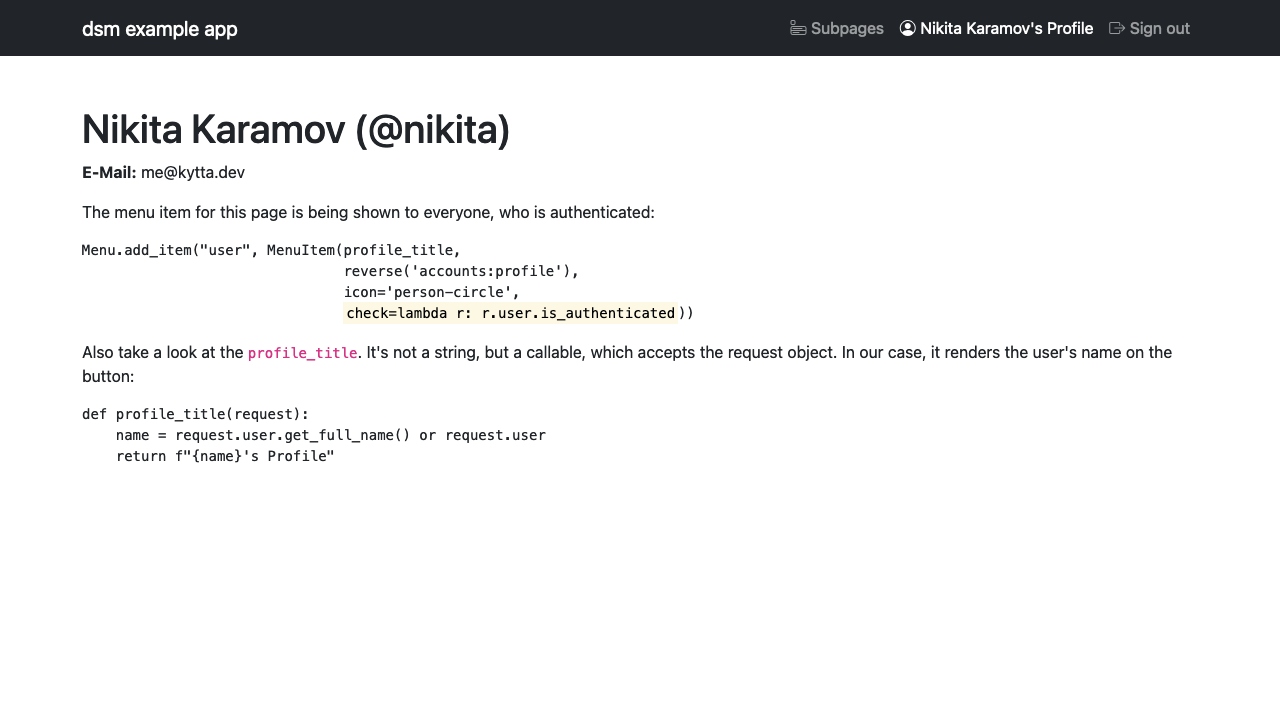 dsm example app
Subpages
Nikita Karamov's Profile
Sign out
Nikita Karamov (@nikita)
E-Mail: me@kytta.dev
The menu item for this page is being shown to everyone, who is authenticated:
Menu.add_item("user", MenuItem(profile_title,
                               reverse('accounts:profile'),
                               icon='person-circle',
                               check=lambda r: r.user.is_authenticated))
Also take a look at the profile_title. It's not a string, but a callable, which accepts the request object. In our case, it renders the user's name on the
button:
def profile_title(request):
    name = request.user.get_full_name() or request.user
    return f"{name}'s Profile"